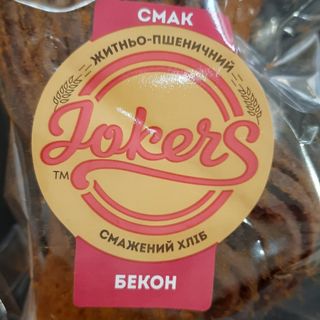 СМАК
ЖИТНЬО-ПШЕНИЧНИЙ
Jokers
TM
СМАЖЕНИЙ ХЛІБ
БЕКОН